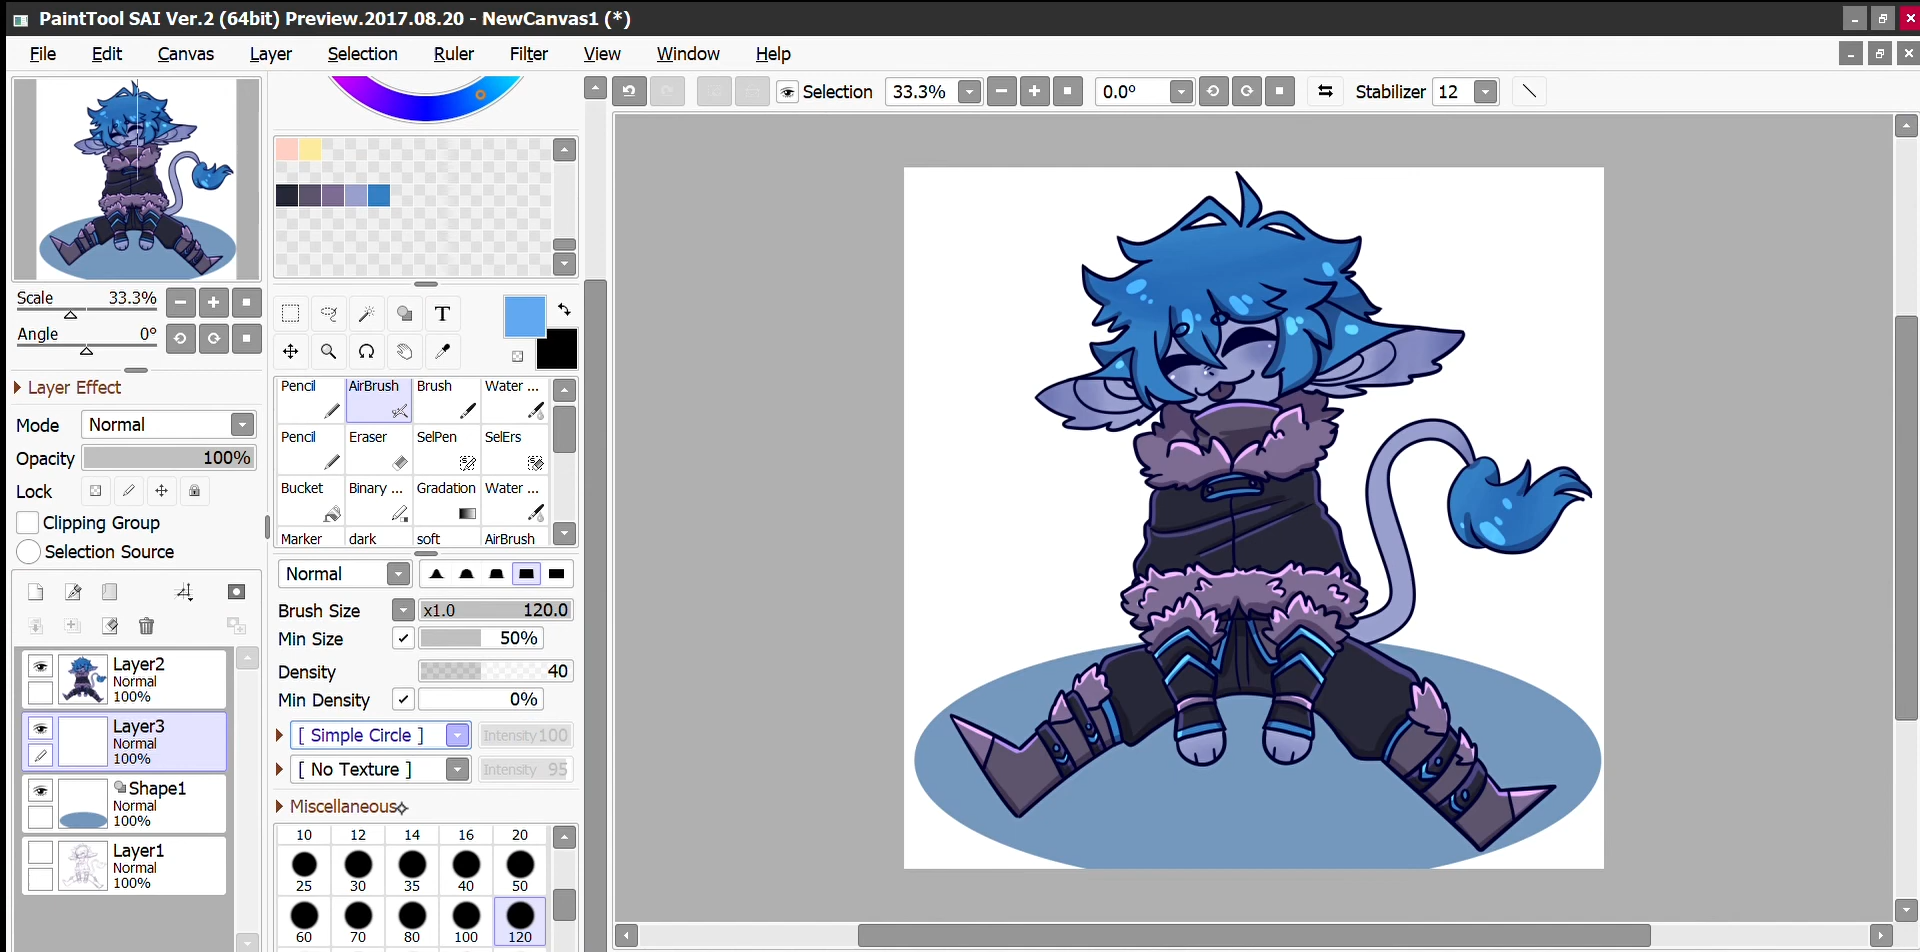 PaintTool SAI Ver.2 (64bit) Preview.2017.08.20 - NewCanvas1 (*)
File Edit Canvas Layer Selection Ruler Filter View Window Help
Selection 33.3% 0.0° Stabilizer 12
Scale 33.3%
Angle 0°
Layer Effect
Mode Normal
Opacity 100%
Lock
Clipping Group
Selection Source
Layer2
Normal
100%
Layer3
Normal
100%
Shape1
Normal
100%
Layer1
Normal
100%
T
Pencil AirBrush Brush Water ...
Pencil Eraser SelPen SelErs
Bucket Binary ... Gradation Water ...
Marker dark soft AirBrush
Normal
Brush Size x1.0 120.0
Min Size 50%
Density 40
Min Density 0%
[ Simple Circle ] Intensity 100
[ No Texture ] Intensity 95
Miscellaneous
10 12 14 16 20
25 30 35 40 50
60 70 80 100 120